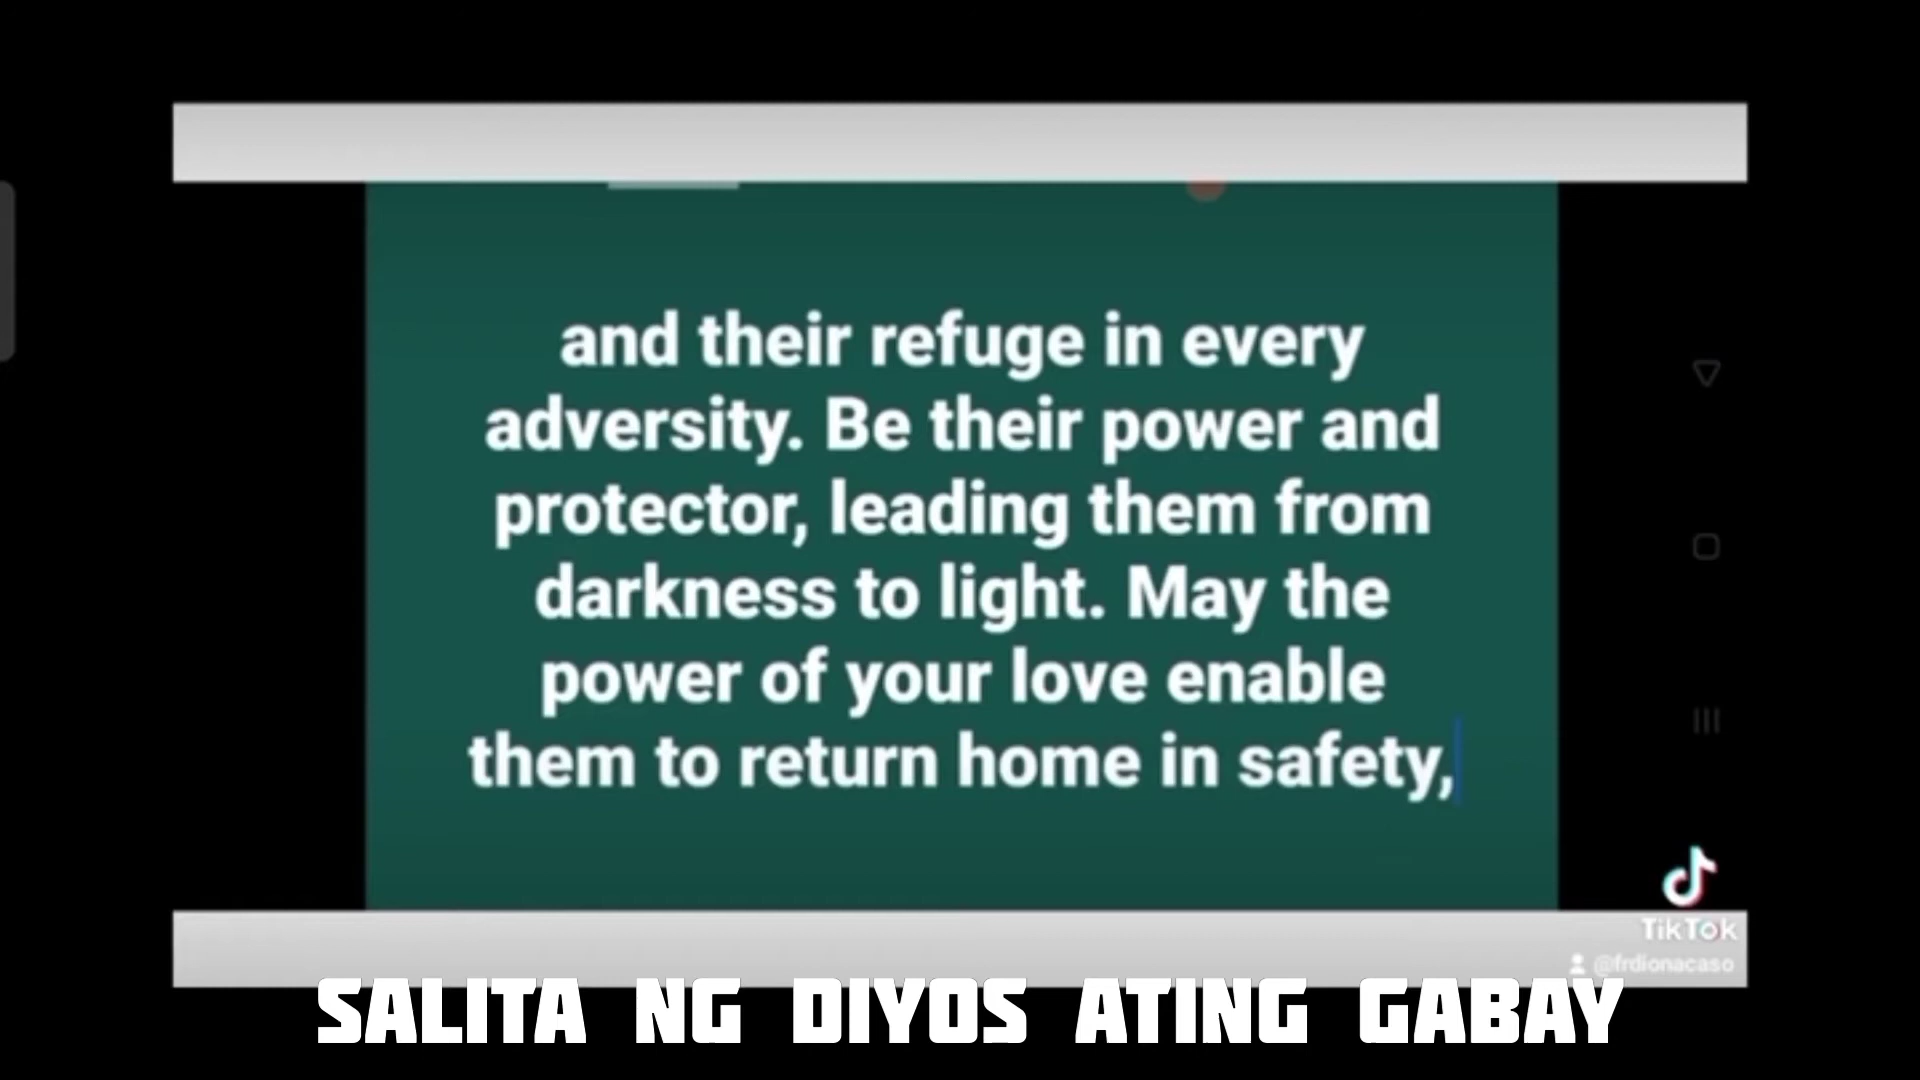 and their refuge in every
adversity. Be their power and
protector, leading them from
darkness to light. May the
power of your love enable
them to return home in safety,
TikTok
@frdionacaso
SALITA NG DIYOS ATING GABAY